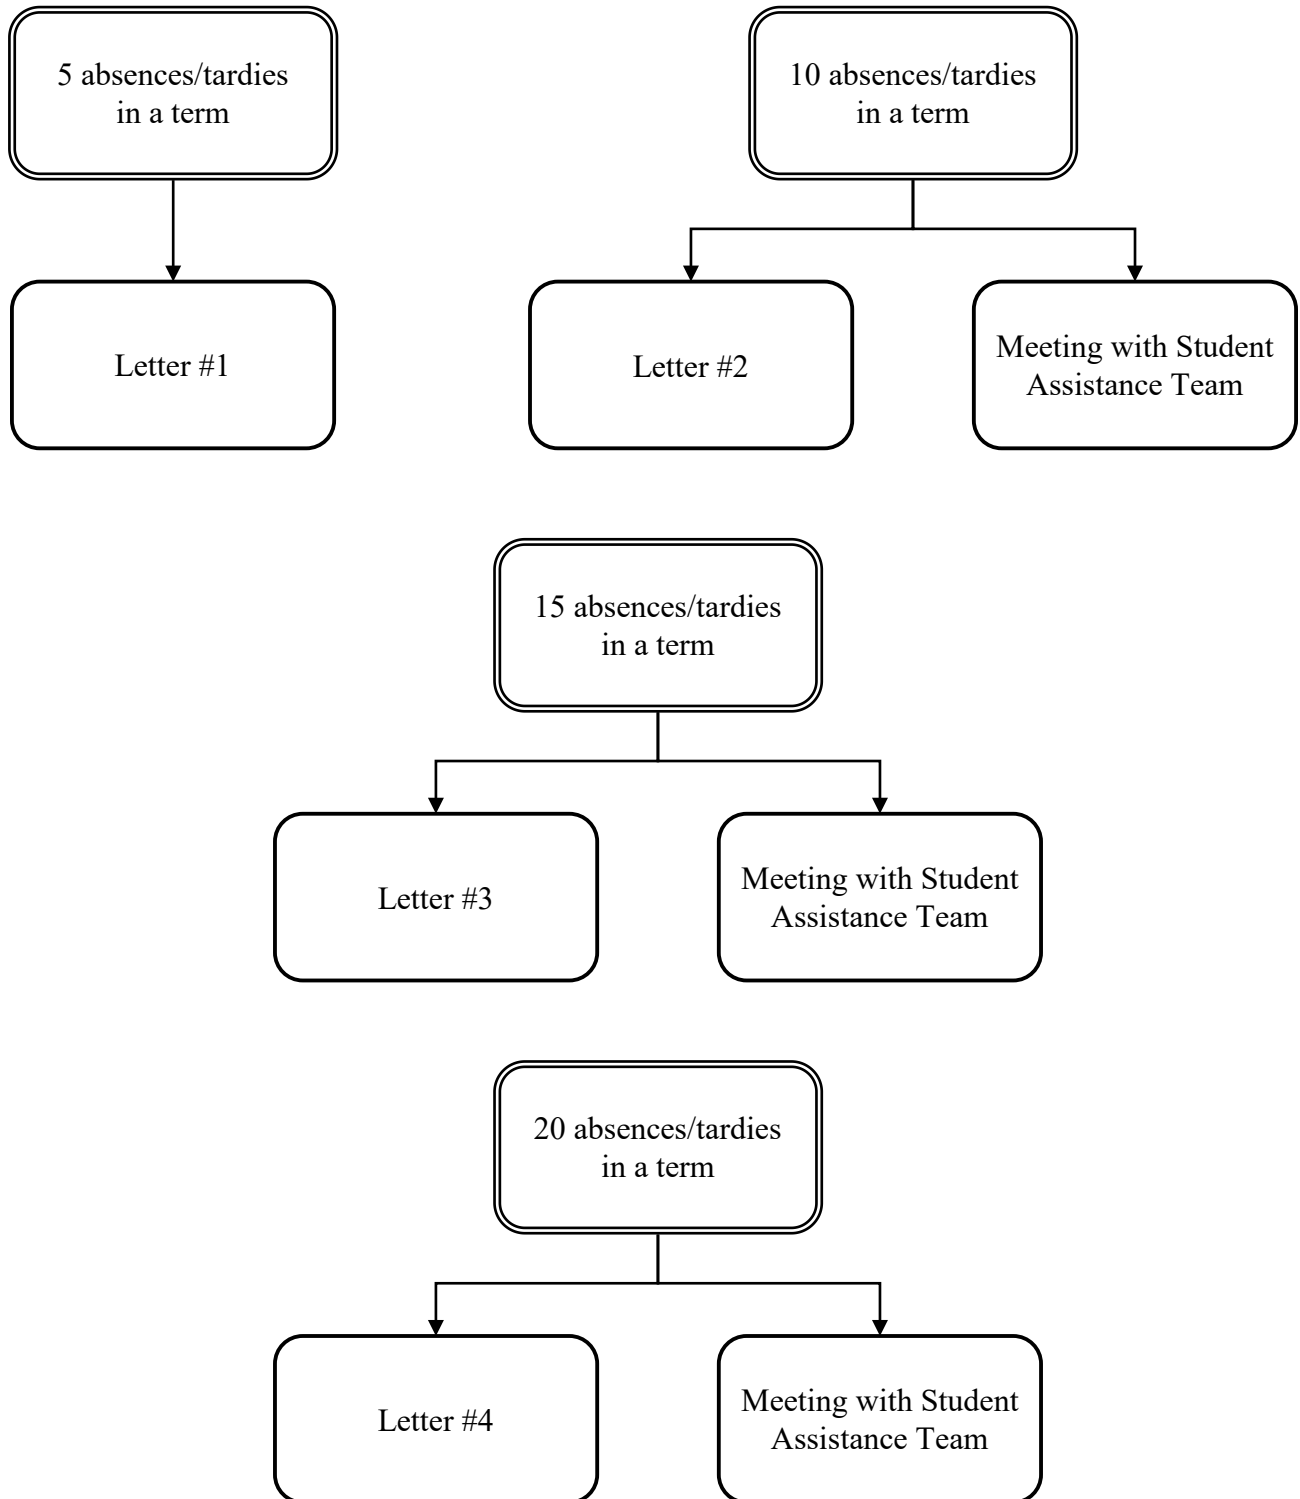 5 absences/tardies
in a term
10 absences/tardies
in a term
Letter #1
Letter #2
Meeting with Student
Assistance Team
15 absences/tardies
in a term
Letter #3
Meeting with Student
Assistance Team
20 absences/tardies
in a term
Letter #4
Meeting with Student
Assistance Team